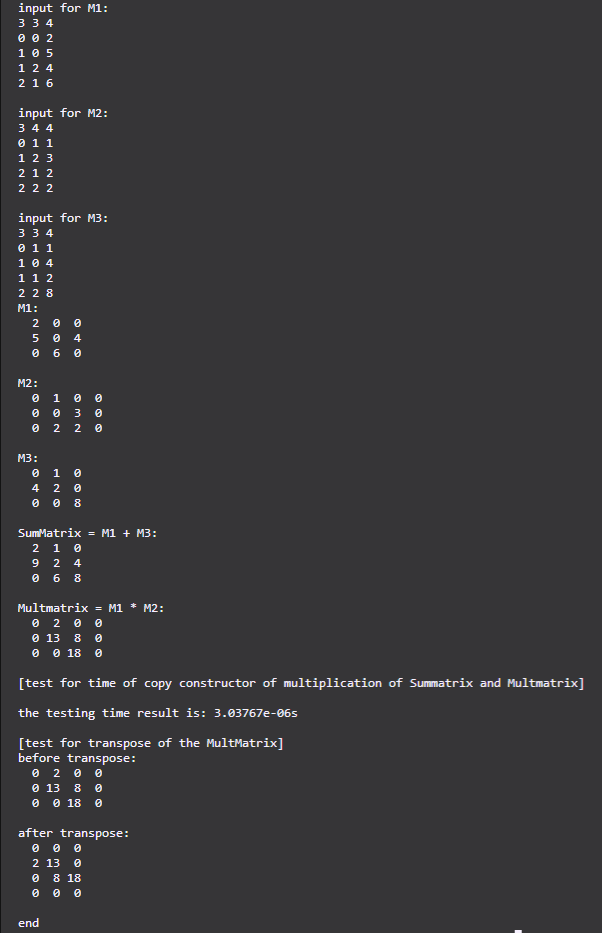 input for M1:
3 3 4
0 0 2
1 0 5
1 2 4
2 1 6
input for M2:
3 4 4
0 1 1
1 2 3
2 1 2
2 2 2
input for M3:
3 3 4
0 1 1
1 0 4
1 1 2
2 2 8
M1:
2 0 0
5 0 4
0 6 0
M2:
0 1 0 0
0 0 3 0
0 2 2 0
M3:
0 1 0
4 2 0
0 0 8
SumMatrix = M1 + M3:
2 1 0
9 2 4
0 6 8
Multmatrix = M1 * M2:
0 2 0 0
0 13 8 0
0 0 18 0
[test for time of copy constructor of multiplication of Summatrix and Multmatrix]
the testing time result is: 3.03767e-06s
[test for transpose of the MultMatrix]
before transpose:
0 2 0 0
0 13 8 0
0 0 18 0
after transpose:
0 0 0
2 13 0
0 8 18
0 0 0
end